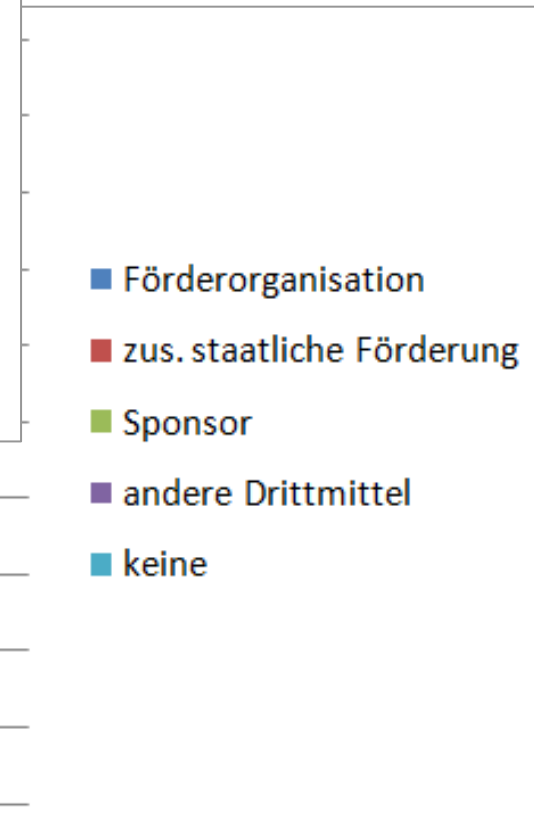 Förderorganisation
zus. staatliche Förderung
Sponsor
andere Drittmittel
keine